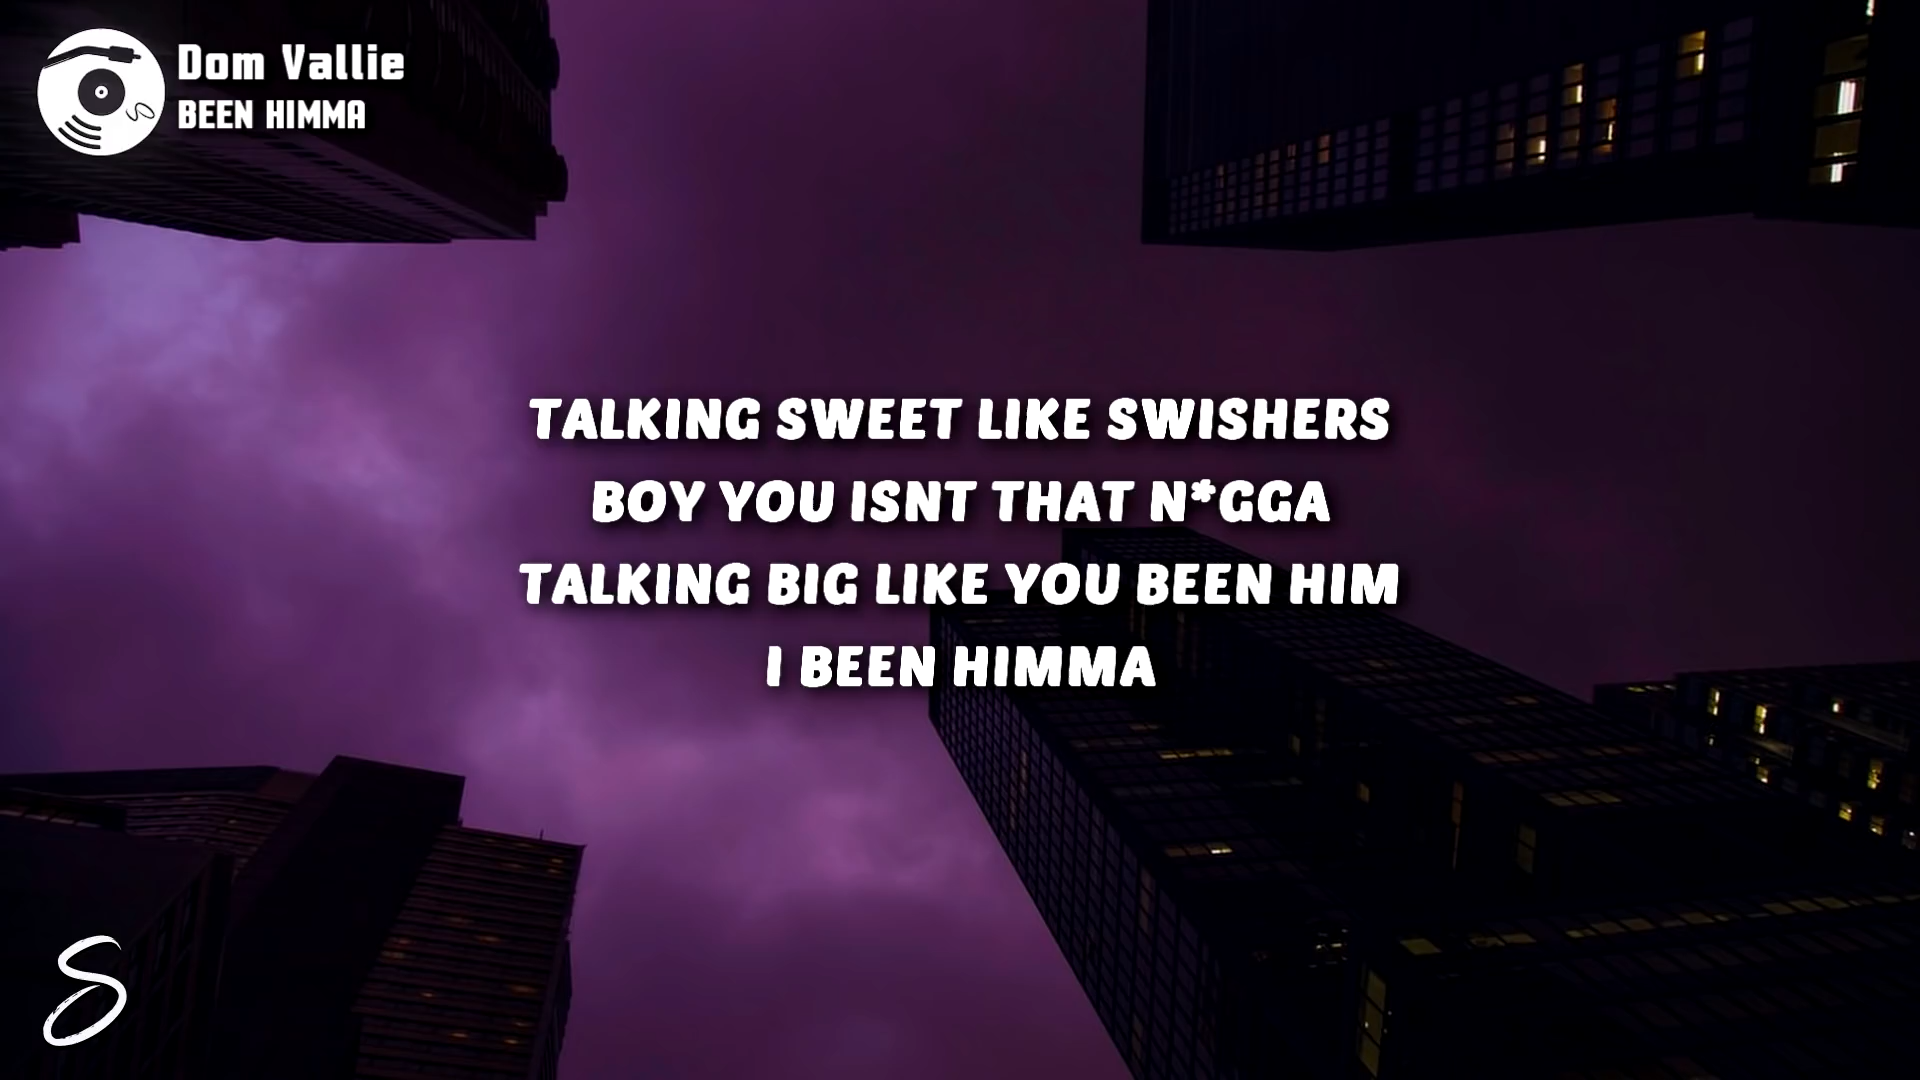 Dom Vallie
BEEN HIMMA
TALKING SWEET LIKE SWISHERS
BOY YOU ISNT THAT N*GGA
TALKING BIG LIKE YOU BEEN HIM
I BEEN HIMMA
S